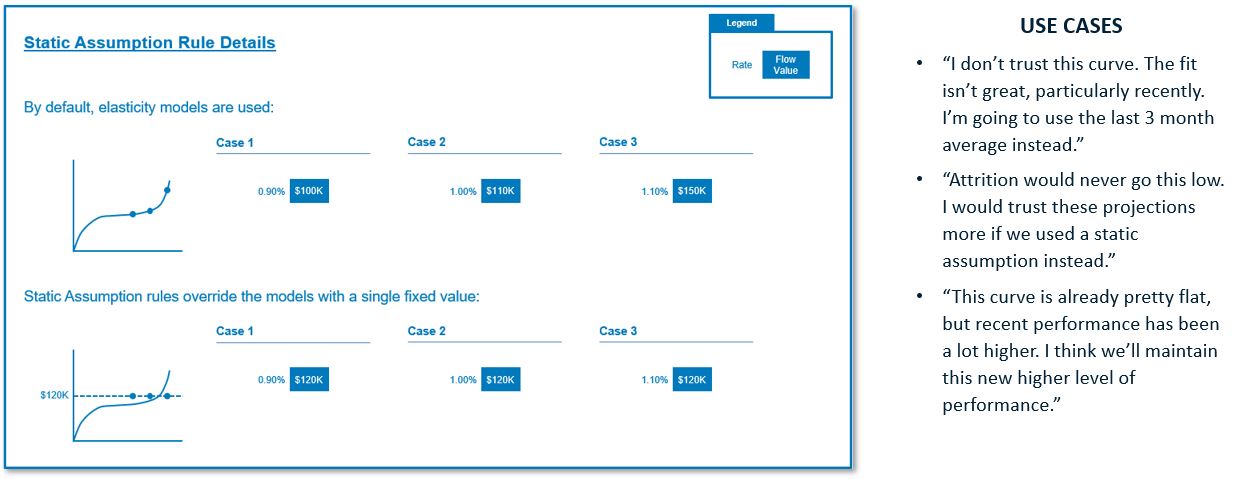 Static Assumption Rule Details
Legend
Rate
Flow
Value
By default, elasticity models are used:
Case 1
Case 2
Case 3
0.90% $100K
1.00% $110K
1.10% $150K
Static Assumption rules override the models with a single fixed value:
Case 1
Case 2
Case 3
$120K
0.90% $120K
1.00% $120K
1.10% $120K
USE CASES
• “I don’t trust this curve. The fit
isn’t great, particularly recently.
I’m going to use the last 3 month
average instead.”
• “Attrition would never go this low.
I would trust these projections
more if we used a static
assumption instead.”
• “This curve is already pretty flat,
but recent performance has been
a lot higher. I think we’ll maintain
this new higher level of
performance.”